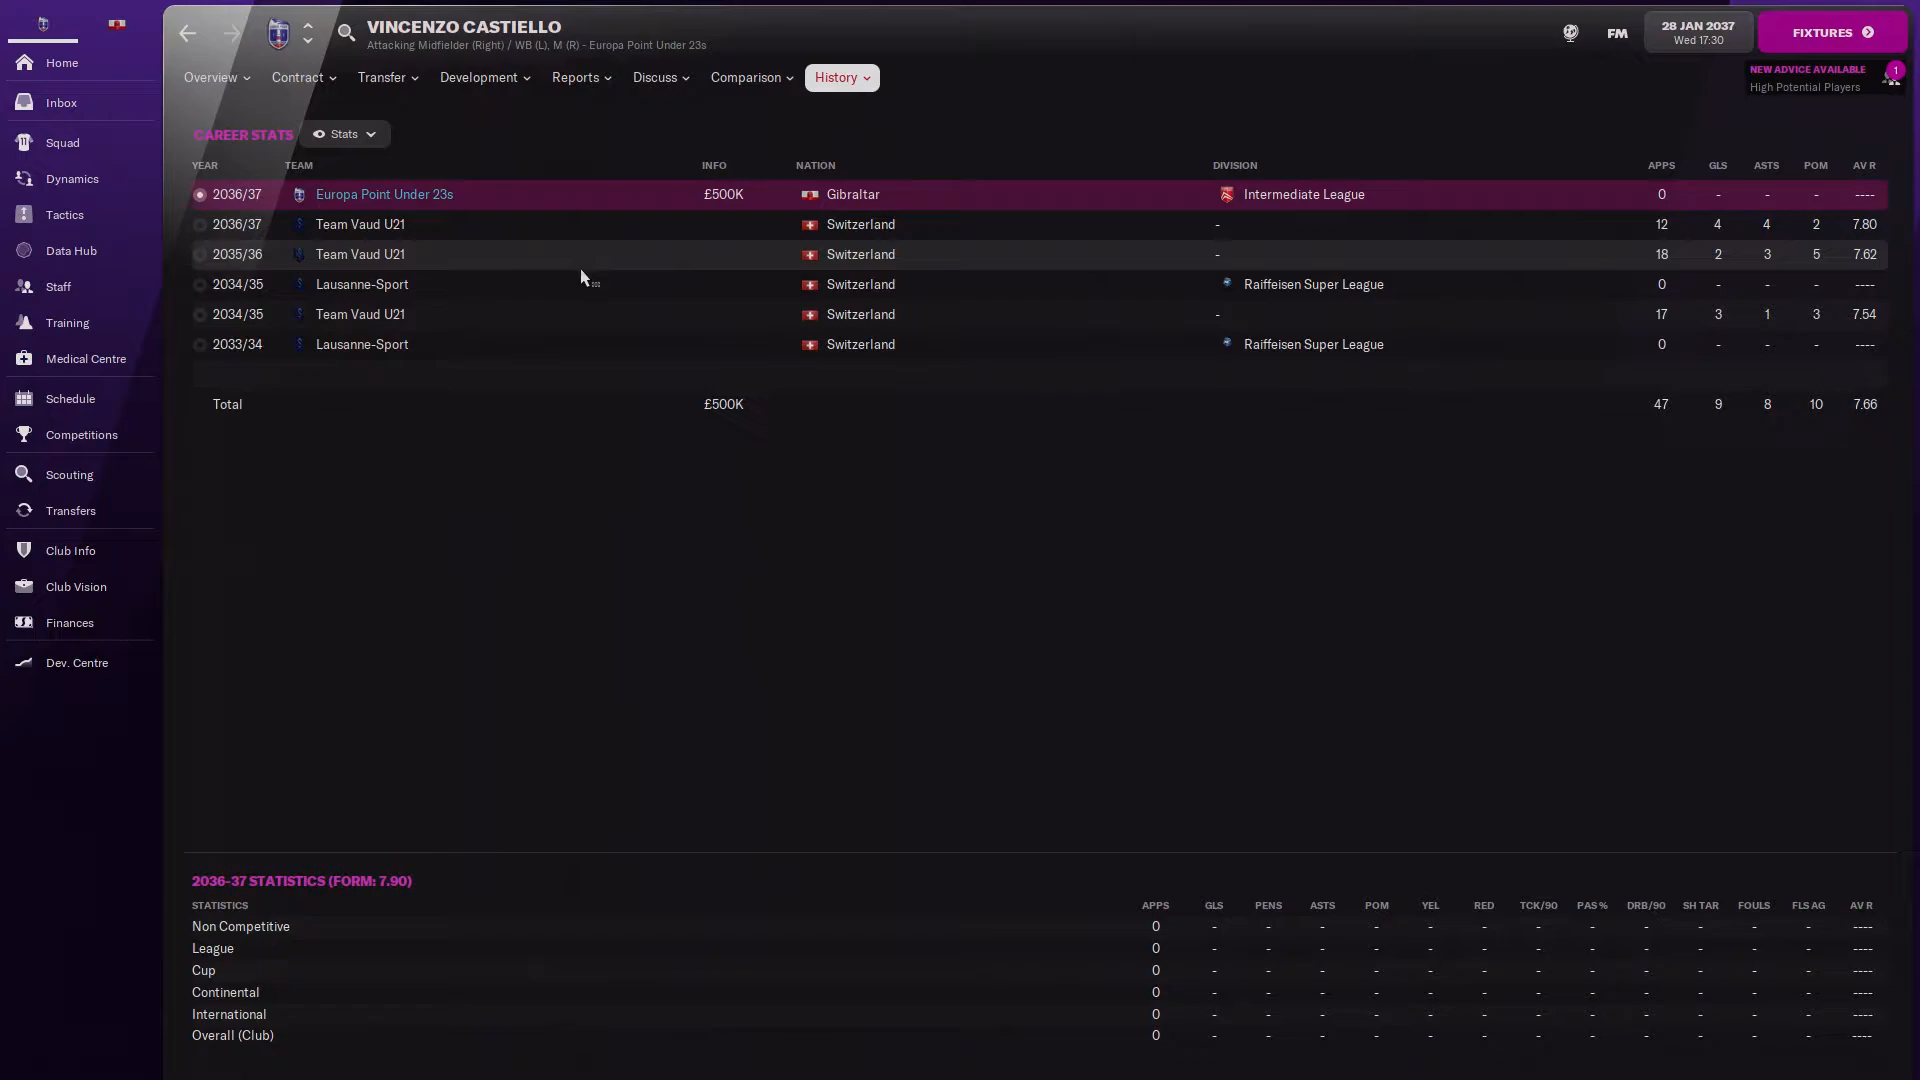 VINCENZO CASTIELLO
Attacking Midfielder (Right) / WB (L), M (R) - Europa Point Under 23s
FM
28 JAN 2037
Wed 17:30
FIXTURES
Overview
Contract
Transfer
Development
Reports
Discuss
Comparison
History
NEW ADVICE AVAILABLE
High Potential Players
1
Home
Inbox
Squad
Dynamics
Tactics
Data Hub
Staff
Training
Medical Centre
Schedule
Competitions
Scouting
Transfers
Club Info
Club Vision
Finances
Dev. Centre
CAREER STATS
Stats
YEAR TEAM INFO NATION DIVISION APPS GLS ASTS POM AV R
2036/37 Europa Point Under 23s £500K Gibraltar Intermediate League 0 - - - ----
2036/37 Team Vaud U21 Switzerland - 12 4 4 2 7.80
2035/36 Team Vaud U21 Switzerland - 18 2 3 5 7.62
2034/35 Lausanne-Sport Switzerland Raiffeisen Super League 0 - - - ----
2034/35 Team Vaud U21 Switzerland - 17 3 1 3 7.54
2033/34 Lausanne-Sport Switzerland Raiffeisen Super League 0 - - - ----
Total £500K 47 9 8 10 7.66
2036-37 STATISTICS (FORM: 7.90)
STATISTICS APPS GLS PENS ASTS POM YEL RED TCK/90 PAS % DRB/90 SH TAR FOULS FLS AG AV R
Non Competitive 0 - - - - - - - - - - - - ----
League 0 - - - - - - - - - - - - ----
Cup 0 - - - - - - - - - - - - ----
Continental 0 - - - - - - - - - - - - ----
International 0 - - - - - - - - - - - - ----
Overall (Club) 0 - - - - - - - - - - - - ----